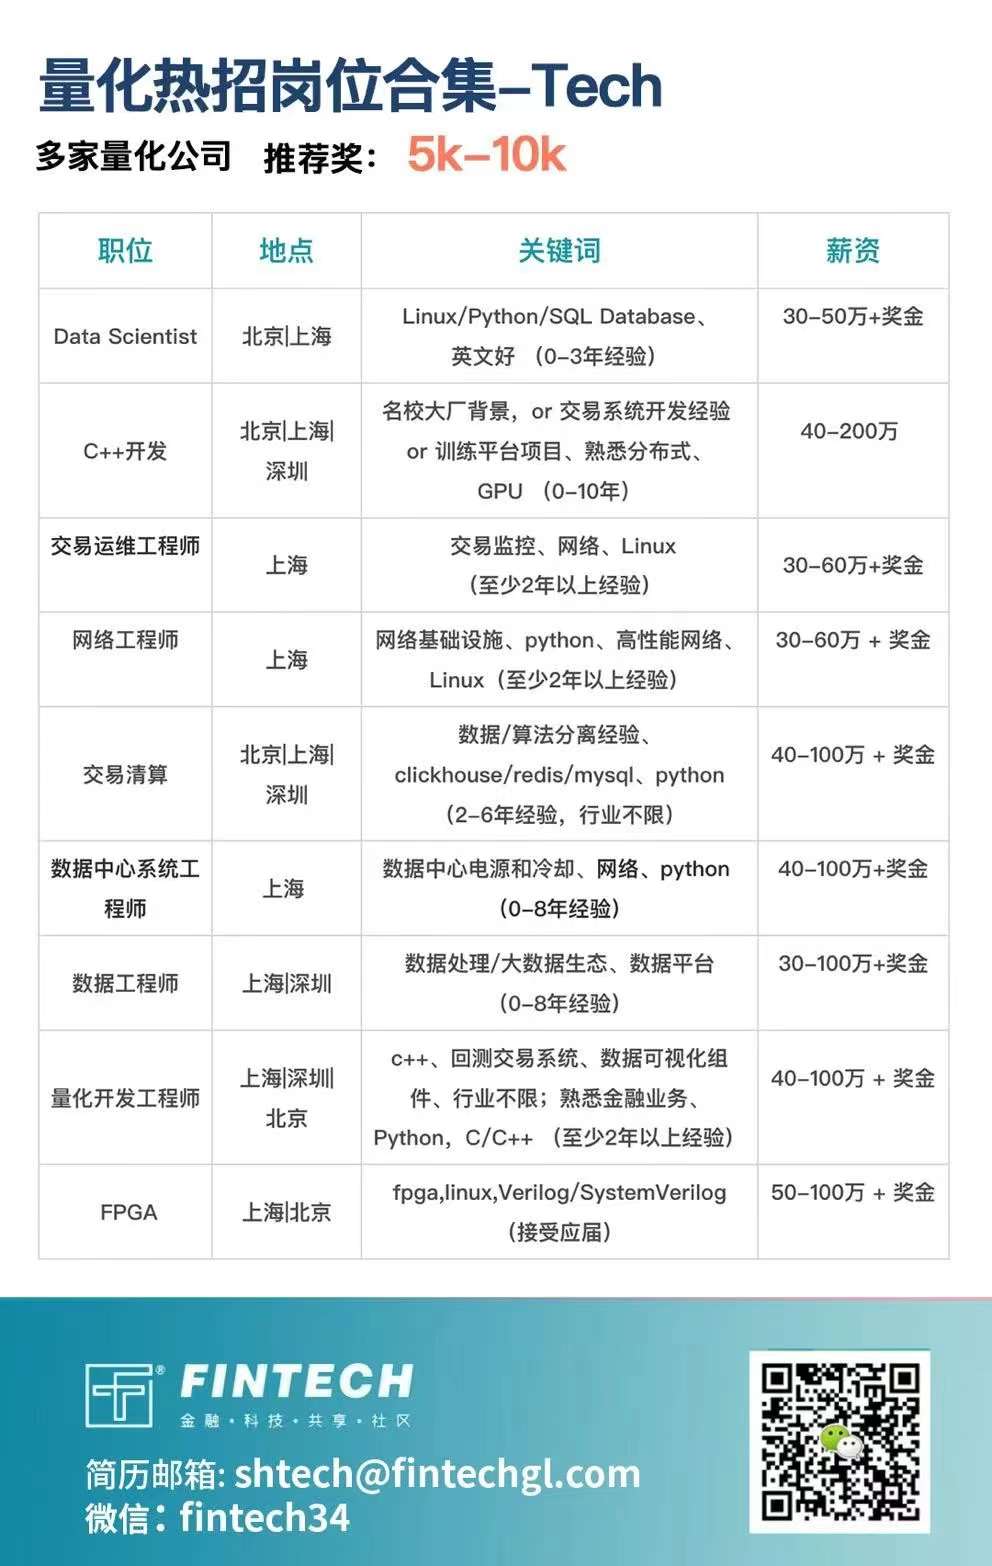 量化热招岗位合集–Tech
多家量化公司 推荐奖： 5k–10k
职位 地点 关键词 薪资
Data Scientist 北京|上海 Linux/Python/SQL Database、
英文好 （0-3年经验）
30-50万+奖金
C++开发 北京|上海|
深圳
名校大厂背景，or 交易系统开发经验
or 训练平台项目、熟悉分布式、
GPU （0-10年）
40-200万
交易运维工程师 上海 交易监控、网络、Linux
（至少2年以上经验）
30-60万+奖金
网络工程师 上海 网络基础设施、python、高性能网络、
Linux（至少2年以上经验）
30-60万 + 奖金
交易清算 北京|上海|
深圳
数据/算法分离经验、
clickhouse/redis/mysql、python
（2-6年经验，行业不限）
40-100万 + 奖金
数据中心系统工
程师
上海
数据中心电源和冷却、网络、python
（0-8年经验）
40-100万+奖金
数据工程师 上海|深圳 数据处理/大数据生态、数据平台
（0-8年经验）
30-100万+奖金
量化开发工程师 上海|深圳|
北京
c++、回测交易系统、数据可视化组
件、行业不限；熟悉金融业务、
Python，C/C++ （至少2年以上经验）
40-100万 + 奖金
FPGA 上海|北京 fpga,linux,Verilog/SystemVerilog
（接受应届）
50-100万 + 奖金
® FINTECH
金融·科技·共享·社区
简历邮箱: shtech@fintechgl.com
微信：fintech34